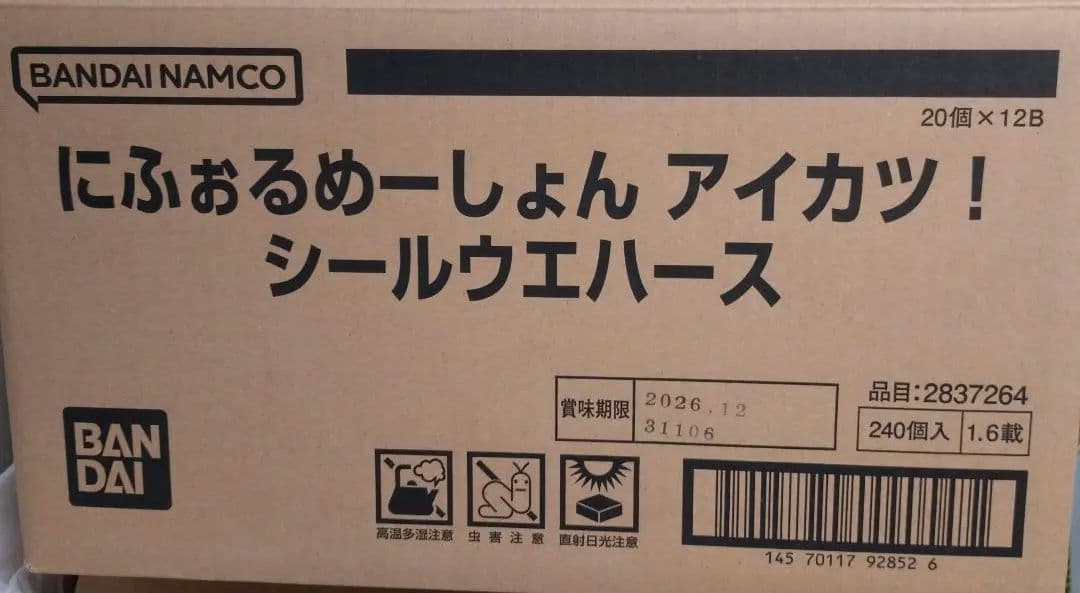 BANDAI NAMCO
20個×12B
にふぉるめーしょん アイカツ!
シールウエハース
BAN
DAI
賞味期限
2026.12
31106
品目:2837264
240個入
1.6載
高温多湿注意
虫害注意
直射日光注意
145 70117 92852 6